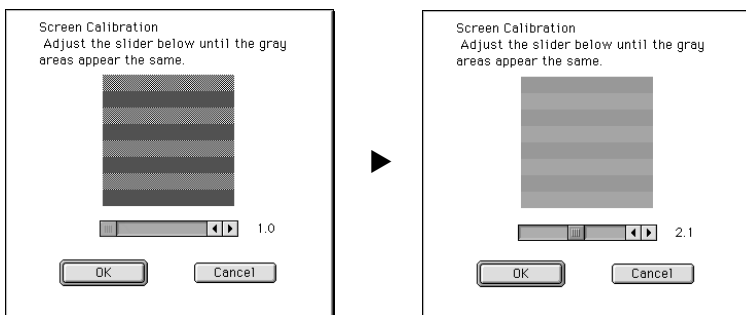 Screen Calibration
Adjust the slider below until the gray
areas appear the same.
1.0
OK Cancel
Screen Calibration
Adjust the slider below until the gray
areas appear the same.
2.1
OK Cancel